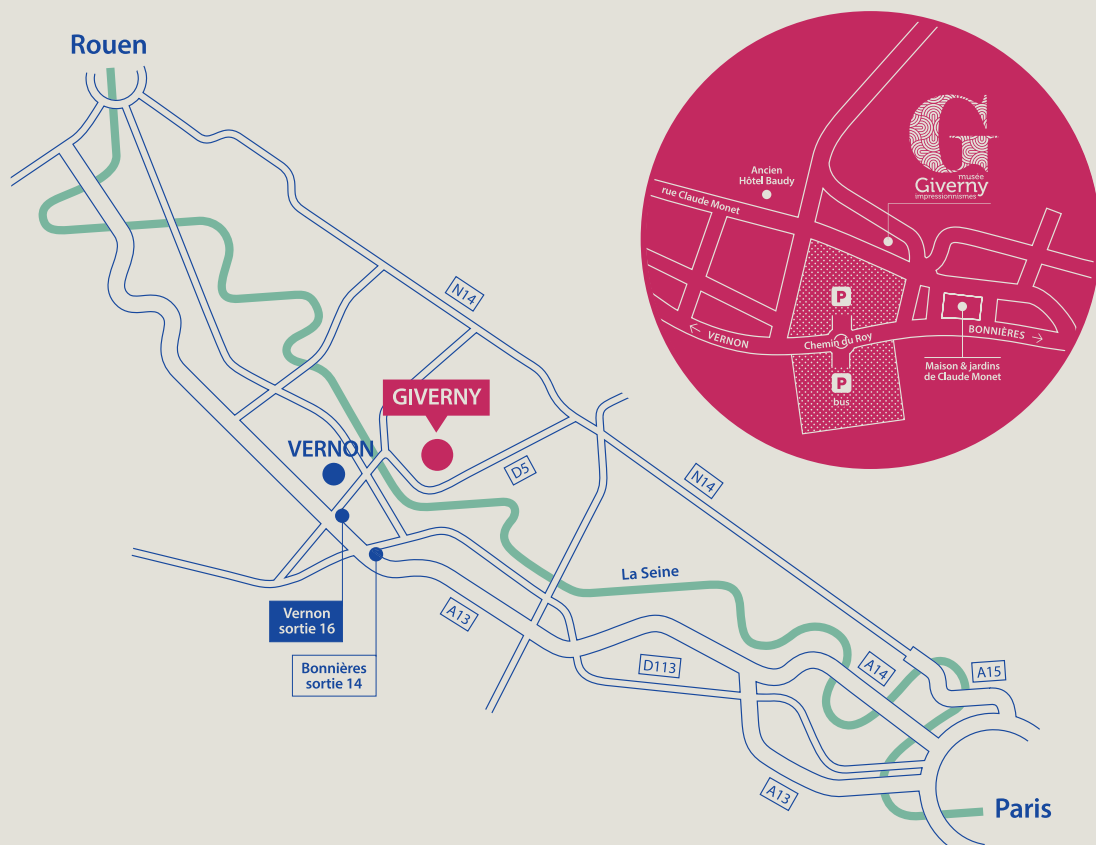 Rouen
N14
GIVERNY
VERNON
D5
N14
La Seine
Vernon
sortie 16
A13
Bonnières
sortie 14
D113
A14
A15
A13
Paris
G
musée
Giverny
impressionnismes
Ancien
Hôtel Baudy
rue Claude Monet
P
← VERNON
Chemin du Roy
BONNIÈRES →
P
bus
Maison & jardins
de Claude Monet